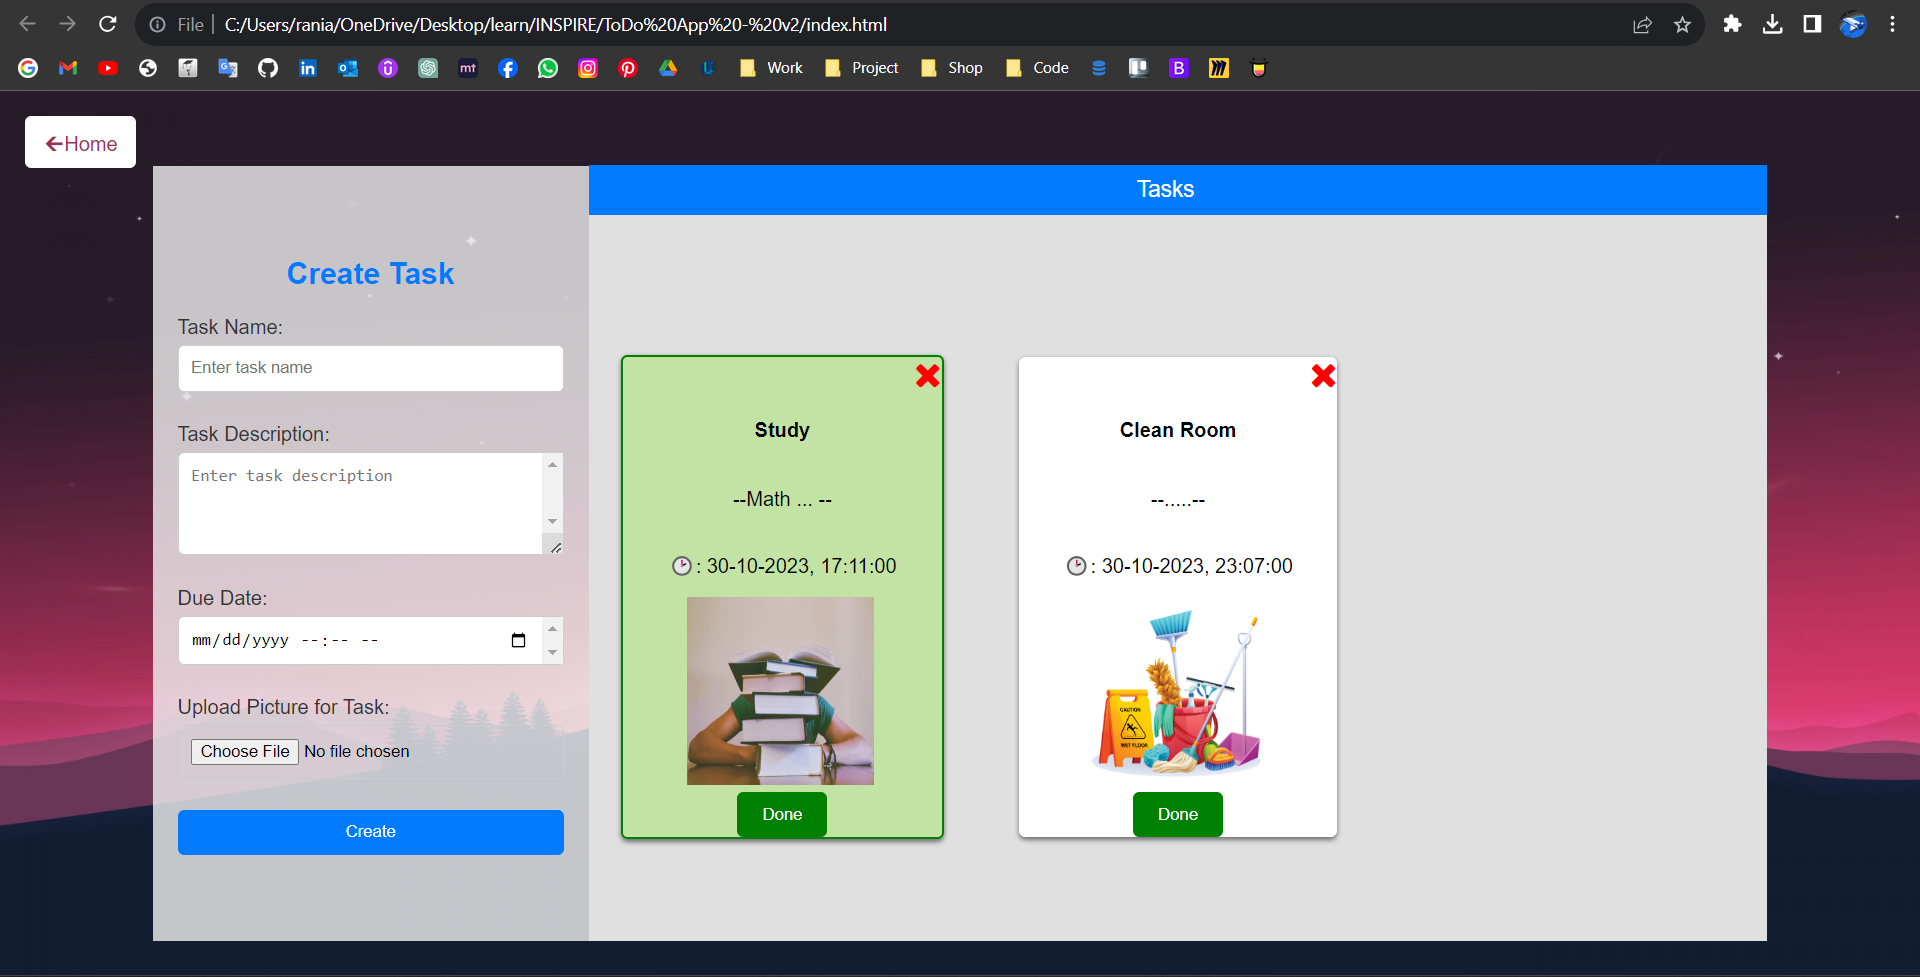 File
C:/Users/rania/OneDrive/Desktop/learn/INSPIRE/ToDo%20App%20-%20v2/index.html
mt
Work
Project
Shop
Code
B
Home
Create Task
Task Name:
Enter task name
Task Description:
Enter task description
Due Date:
mm/dd/yyyy --:-- --
Upload Picture for Task:
Choose File No file chosen
Create
Tasks
Study
--Math ... --
: 30-10-2023, 17:11:00
Done
Clean Room
--.....--
: 30-10-2023, 23:07:00
CAUTION
WET FLOOR
Done